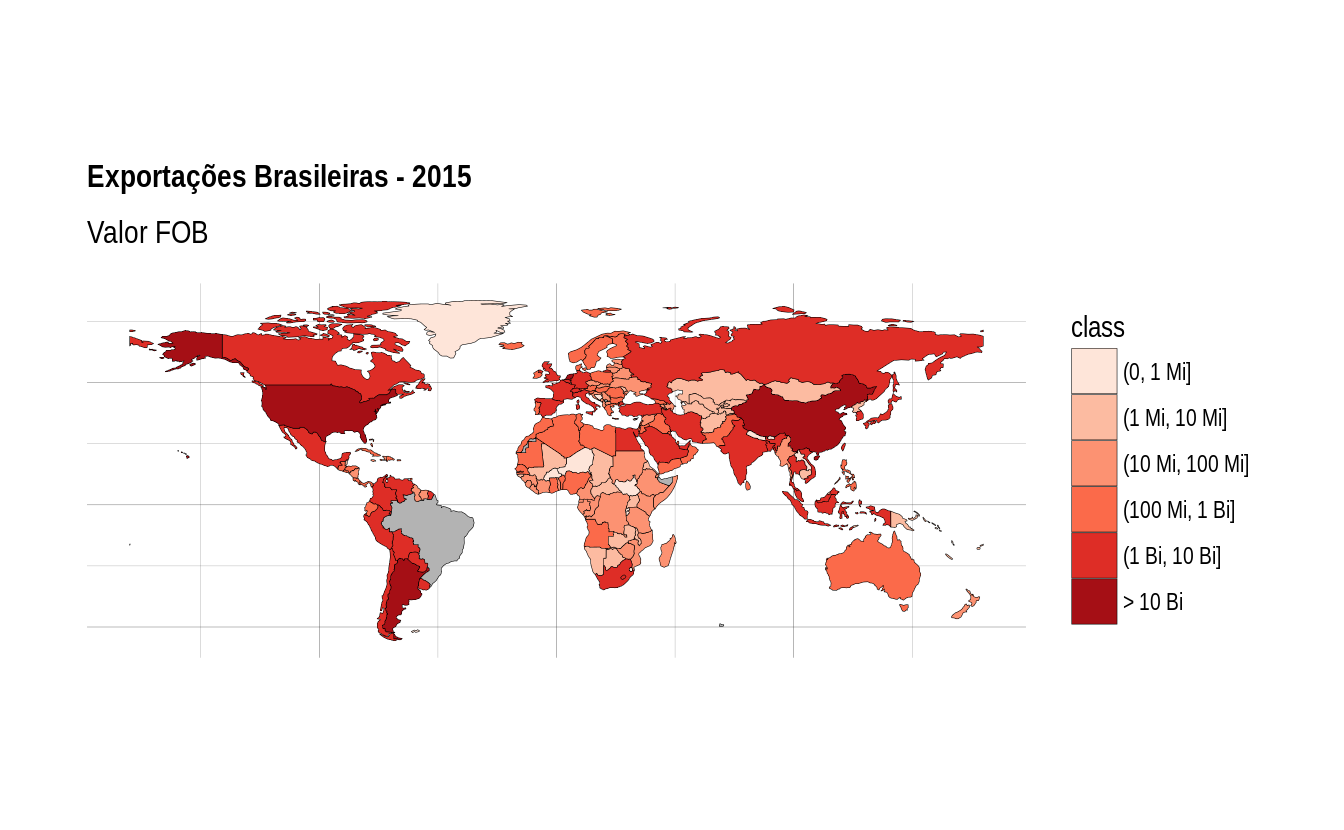 Exportações Brasileiras - 2015
Valor FOB
class
(0, 1 Mi]
(1 Mi, 10 Mi]
(10 Mi, 100 Mi]
(100 Mi, 1 Bi]
(1 Bi, 10 Bi]
> 10 Bi